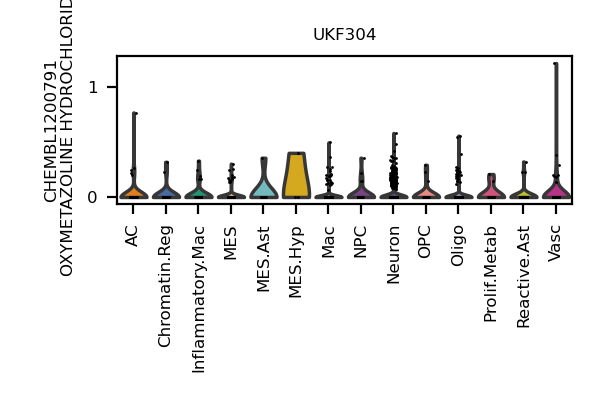 UKF304
CHEMBL1200791
OXYMETAZOLINE HYDROCHLORID
1
0
AC
Chromatin.Reg
Inflammatory.Mac
MES
MES.Ast
MES.Hyp
Mac
NPC
Neuron
OPC
Oligo
Prolif.Metab
Reactive.Ast
Vasc